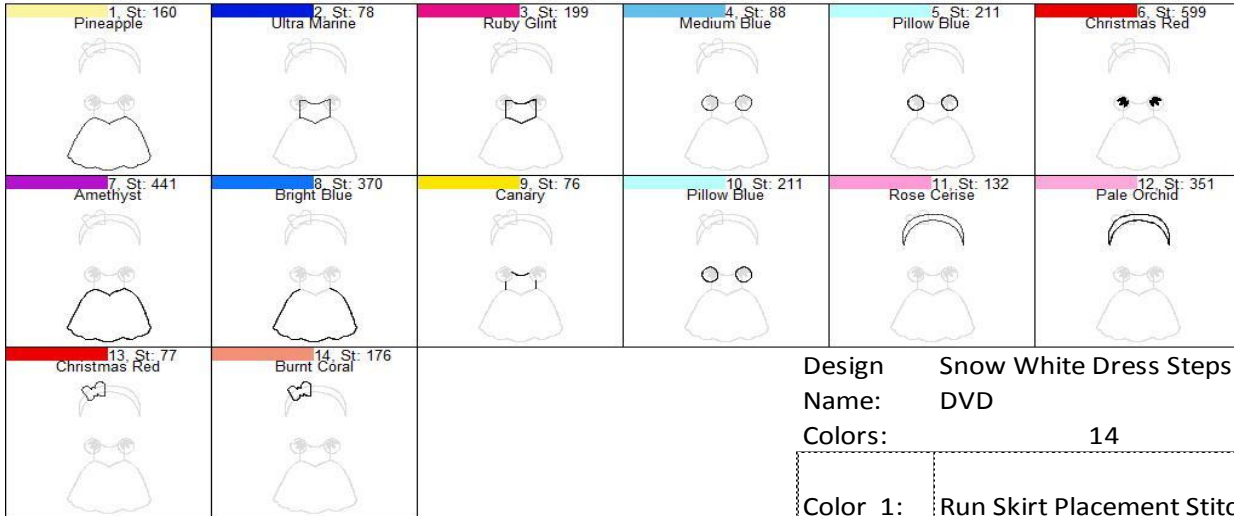 1, St: 160
Pineapple
2, St: 78
Ultra Marine
3, St: 199
Ruby Glint
4, St: 88
Medium Blue
5, St: 211
Pillow Blue
6, St: 599
Christmas Red
7, St: 441
Amethyst
8, St: 370
Bright Blue
9, St: 76
Canary
10, St: 211
Pillow Blue
11, St: 132
Rose Cerise
12, St: 351
Pale Orchid
13, St: 77
Christmas Red
14, St: 176
Burnt Coral
Design Snow White Dress Steps
Name: DVD
Colors: 14
Color 1: Run Skirt Placement Stitc